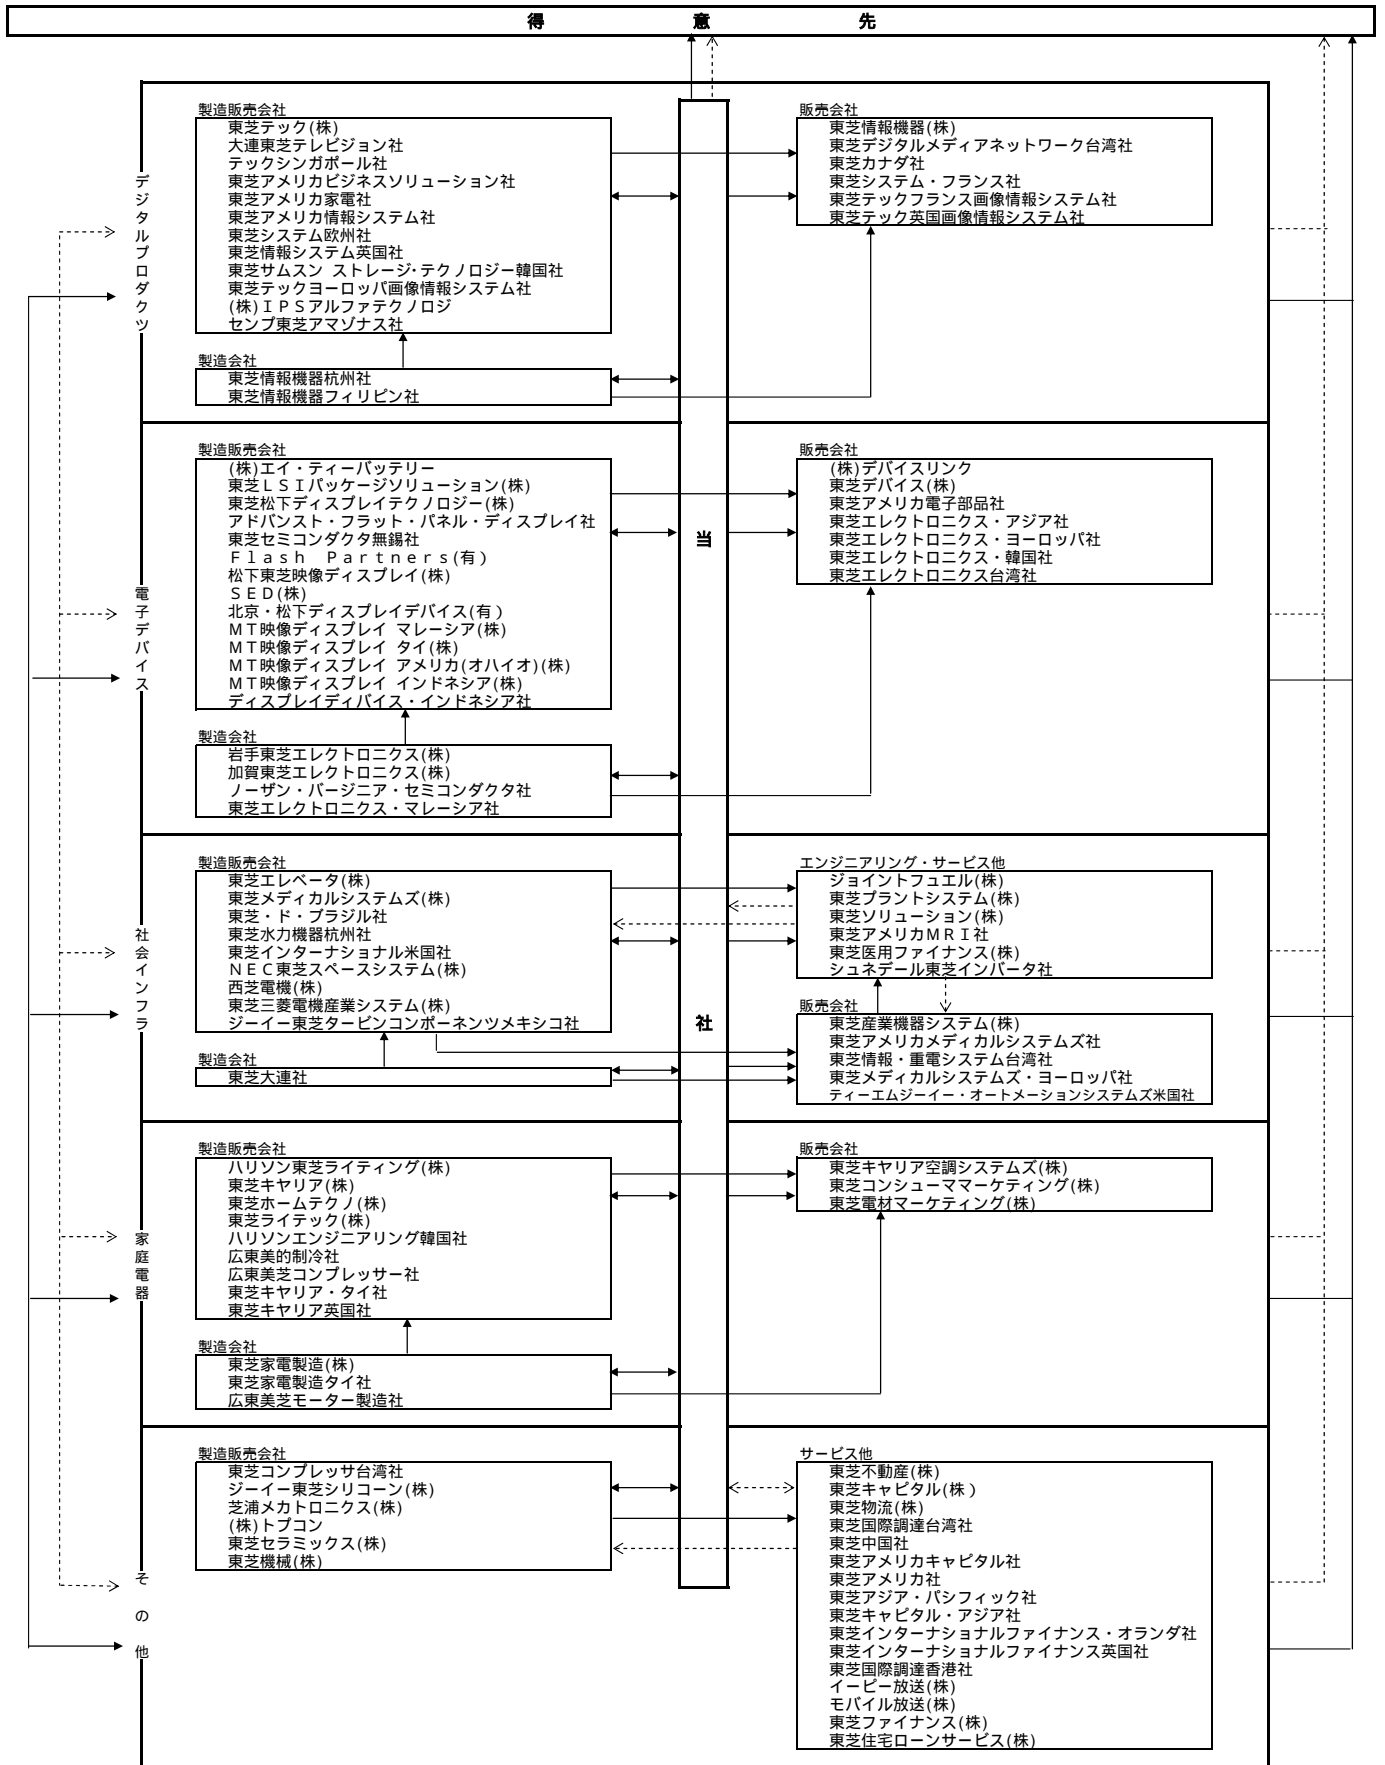 得 意 先
デジタルプロダクツ
製造販売会社
東芝テック(株)
大連東芝テレビジョン社
テックシンガポール社
東芝アメリカビジネスソリューション社
東芝アメリカ家電社
東芝アメリカ情報システム社
東芝システム欧州社
東芝情報システム英国社
東芝サムスン ストレージ・テクノロジー韓国社
東芝テックヨーロッパ画像情報システム社
(株)ＩＰＳアルファテクノロジ
センプ東芝アマゾナス社
製造会社
東芝情報機器杭州社
東芝情報機器フィリピン社
販売会社
東芝情報機器(株)
東芝デジタルメディアネットワーク台湾社
東芝カナダ社
東芝システム・フランス社
東芝テックフランス画像情報システム社
東芝テック英国画像情報システム社
当社
電子デバイス
製造販売会社
(株)エイ・ティーバッテリー
東芝ＬＳＩパッケージソリューション(株)
東芝松下ディスプレイテクノロジー(株)
アドバンスト・フラット・パネル・ディスプレイ社
東芝セミコンダクタ無錫社
Ｆｌａｓｈ Ｐａｒｔｎｅｒｓ(有)
松下東芝映像ディスプレイ(株)
ＳＥＤ(株)
北京・松下ディスプレイデバイス(有)
ＭＴ映像ディスプレイ マレーシア(株)
ＭＴ映像ディスプレイ タイ(株)
ＭＴ映像ディスプレイ アメリカ(オハイオ)(株)
ＭＴ映像ディスプレイ インドネシア(株)
ディスプレイディバイス・インドネシア社
製造会社
岩手東芝エレクトロニクス(株)
加賀東芝エレクトロニクス(株)
ノーザン・バージニア・セミコンダクタ社
東芝エレクトロニクス・マレーシア社
販売会社
(株)デバイスリンク
東芝デバイス(株)
東芝アメリカ電子部品社
東芝エレクトロニクス・アジア社
東芝エレクトロニクス・ヨーロッパ社
東芝エレクトロニクス・韓国社
東芝エレクトロニクス台湾社
社会インフラ
製造販売会社
東芝エレベータ(株)
東芝メディカルシステムズ(株)
東芝・ド・ブラジル社
東芝水力機器杭州社
東芝インターナショナル米国社
ＮＥＣ東芝スペースシステム(株)
西芝電機(株)
東芝三菱電機産業システム(株)
ジーイー東芝タービンコンポーネンツメキシコ社
製造会社
東芝大連社
エンジニアリング・サービス他
ジョイントフュエル(株)
東芝プラントシステム(株)
東芝ソリューション(株)
東芝アメリカＭＲＩ社
東芝医用ファイナンス(株)
シュネデール東芝インバータ社
販売会社
東芝産業機器システム(株)
東芝アメリカメディカルシステムズ社
東芝情報・重電システム台湾社
東芝メディカルシステムズ・ヨーロッパ社
ティーエムジーイー・オートメーションシステムズ米国社
家庭電器
製造販売会社
ハリソン東芝ライティング(株)
東芝キヤリア(株)
東芝ホームテクノ(株)
東芝ライテック(株)
ハリソンエンジニアリング韓国社
広東美的制冷社
広東美芝コンプレッサー社
東芝キヤリア・タイ社
東芝キヤリア英国社
製造会社
東芝家電製造(株)
東芝家電製造タイ社
広東美芝モーター製造社
販売会社
東芝キヤリア空調システムズ(株)
東芝コンシューママーケティング(株)
東芝電材マーケティング(株)
その他
製造販売会社
東芝コンプレッサ台湾社
ジーイー東芝シリコーン(株)
芝浦メカトロニクス(株)
(株)トプコン
東芝セラミックス(株)
東芝機械(株)
サービス他
東芝不動産(株)
東芝キャピタル(株)
東芝物流(株)
東芝国際調達台湾社
東芝中国社
東芝アメリカキャピタル社
東芝アメリカ社
東芝アジア・パシフィック社
東芝キャピタル・アジア社
東芝インターナショナルファイナンス・オランダ社
東芝インターナショナルファイナンス英国社
東芝国際調達香港社
イーピー放送(株)
モバイル放送(株)
東芝ファイナンス(株)
東芝住宅ローンサービス(株)